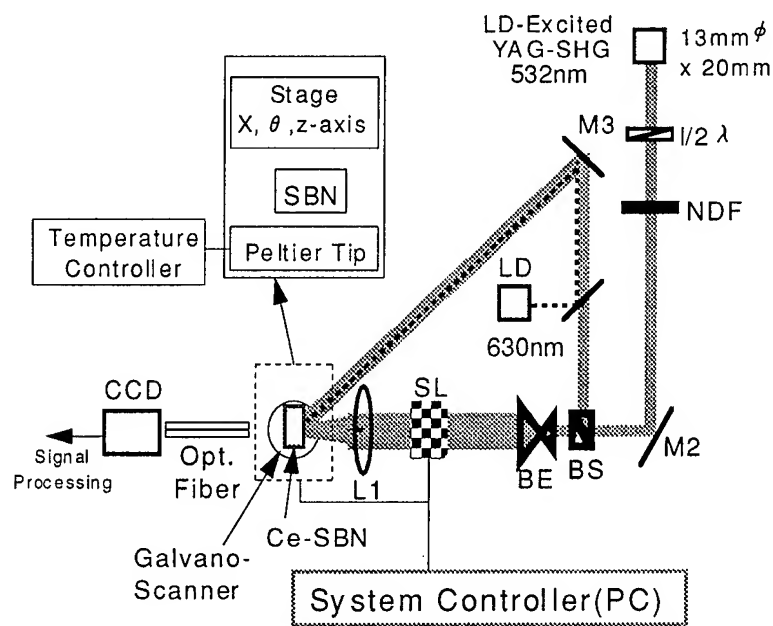 LD-Excited
YAG-SHG
532nm
13mm φ
x 20mm
Stage
X, θ ,z-axis
SBN
Peltier Tip
Temperature
Controller
M3
l/2 λ
NDF
LD
630nm
CCD
SL
Signal
Processing
Opt.
Fiber
L1
BE
BS
M2
Ce-SBN
Galvano-
Scanner
System Controller(PC)